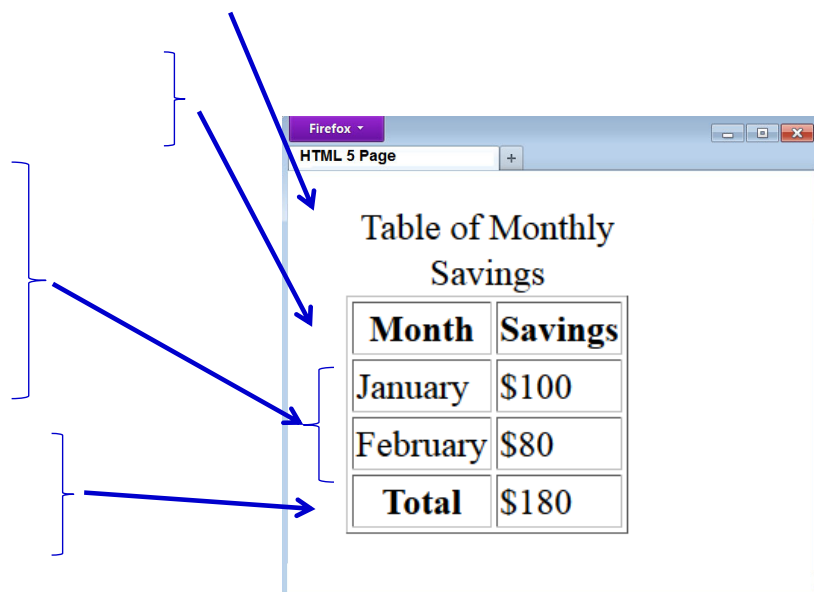 Firefox
HTML 5 Page
+
Table of Monthly
Savings
Month Savings
January $100
February $80
Total $180